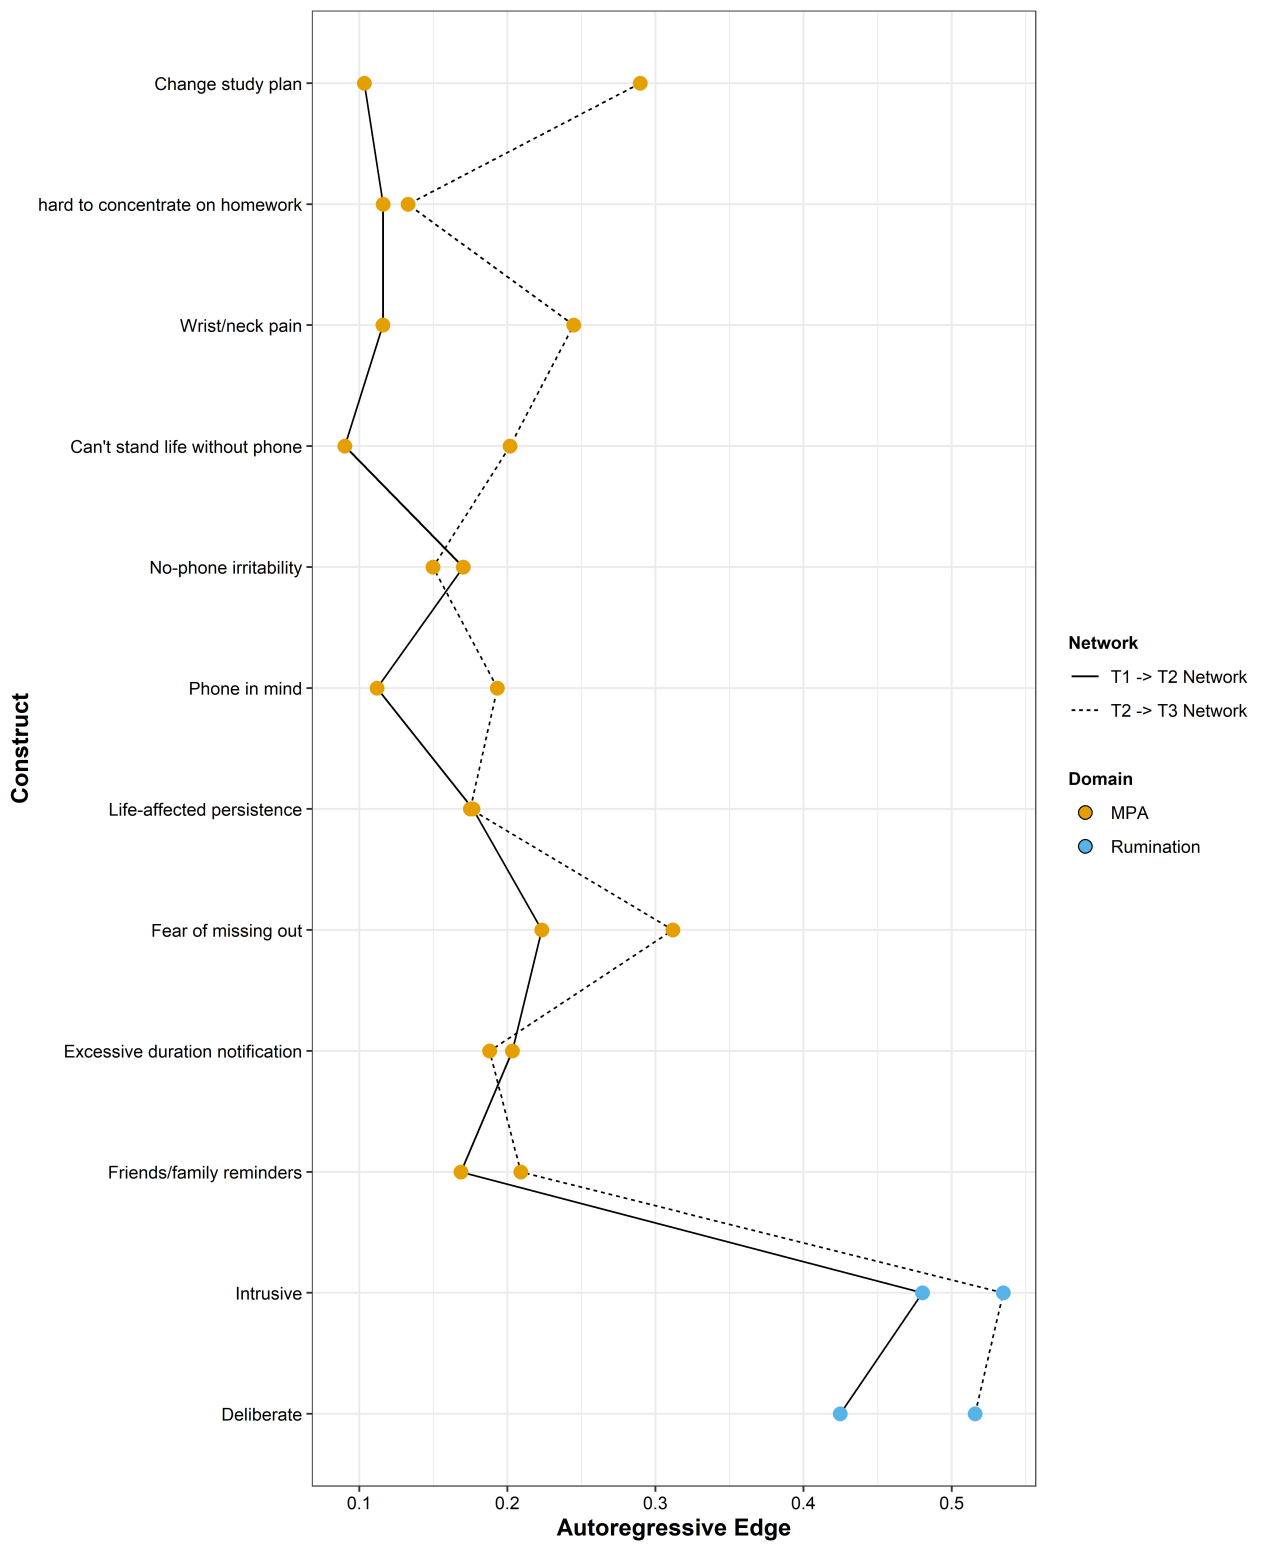 Change study plan
hard to concentrate on homework
Wrist/neck pain
Can't stand life without phone
No-phone irritability
Phone in mind
Life-affected persistence
Fear of missing out
Excessive duration notification
Friends/family reminders
Intrusive
Deliberate
Construct
0.1 0.2 0.3 0.4 0.5
Autoregressive Edge
Network
T1 -> T2 Network
T2 -> T3 Network
Domain
MPA
Rumination